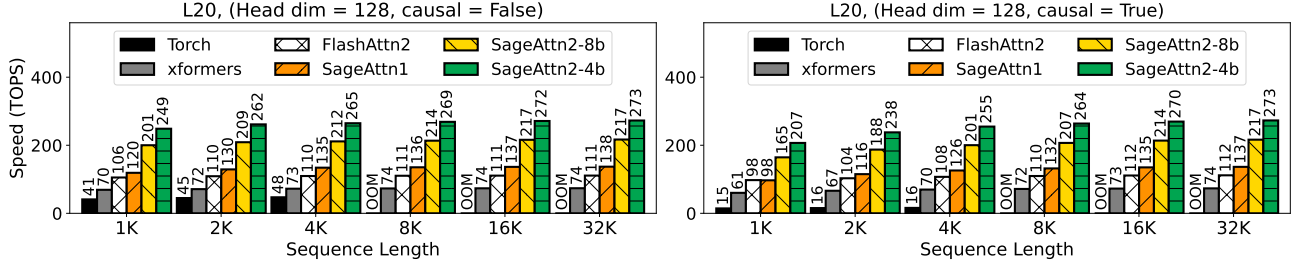 L20, (Head dim = 128, causal = False)
Speed (TOPS)
400
200
0
Torch
xformers
FlashAttn2
SageAttn1
SageAttn2-8b
SageAttn2-4b
41 70 106 120 201 249
45 72 110 130 209 262
48 73 110 135 212 265
OOM 74 111 136 214 269
OOM 74 111 137 217 272
OOM 74 111 138 217 273
1K 2K 4K 8K 16K 32K
Sequence Length
L20, (Head dim = 128, causal = True)
400
200
0
Torch
xformers
FlashAttn2
SageAttn1
SageAttn2-8b
SageAttn2-4b
15 61 98 98 165 207
16 67 104 116 188 238
16 70 108 126 201 255
OOM 72 110 132 207 264
OOM 73 112 135 214 270
OOM 74 112 137 217 273
1K 2K 4K 8K 16K 32K
Sequence Length